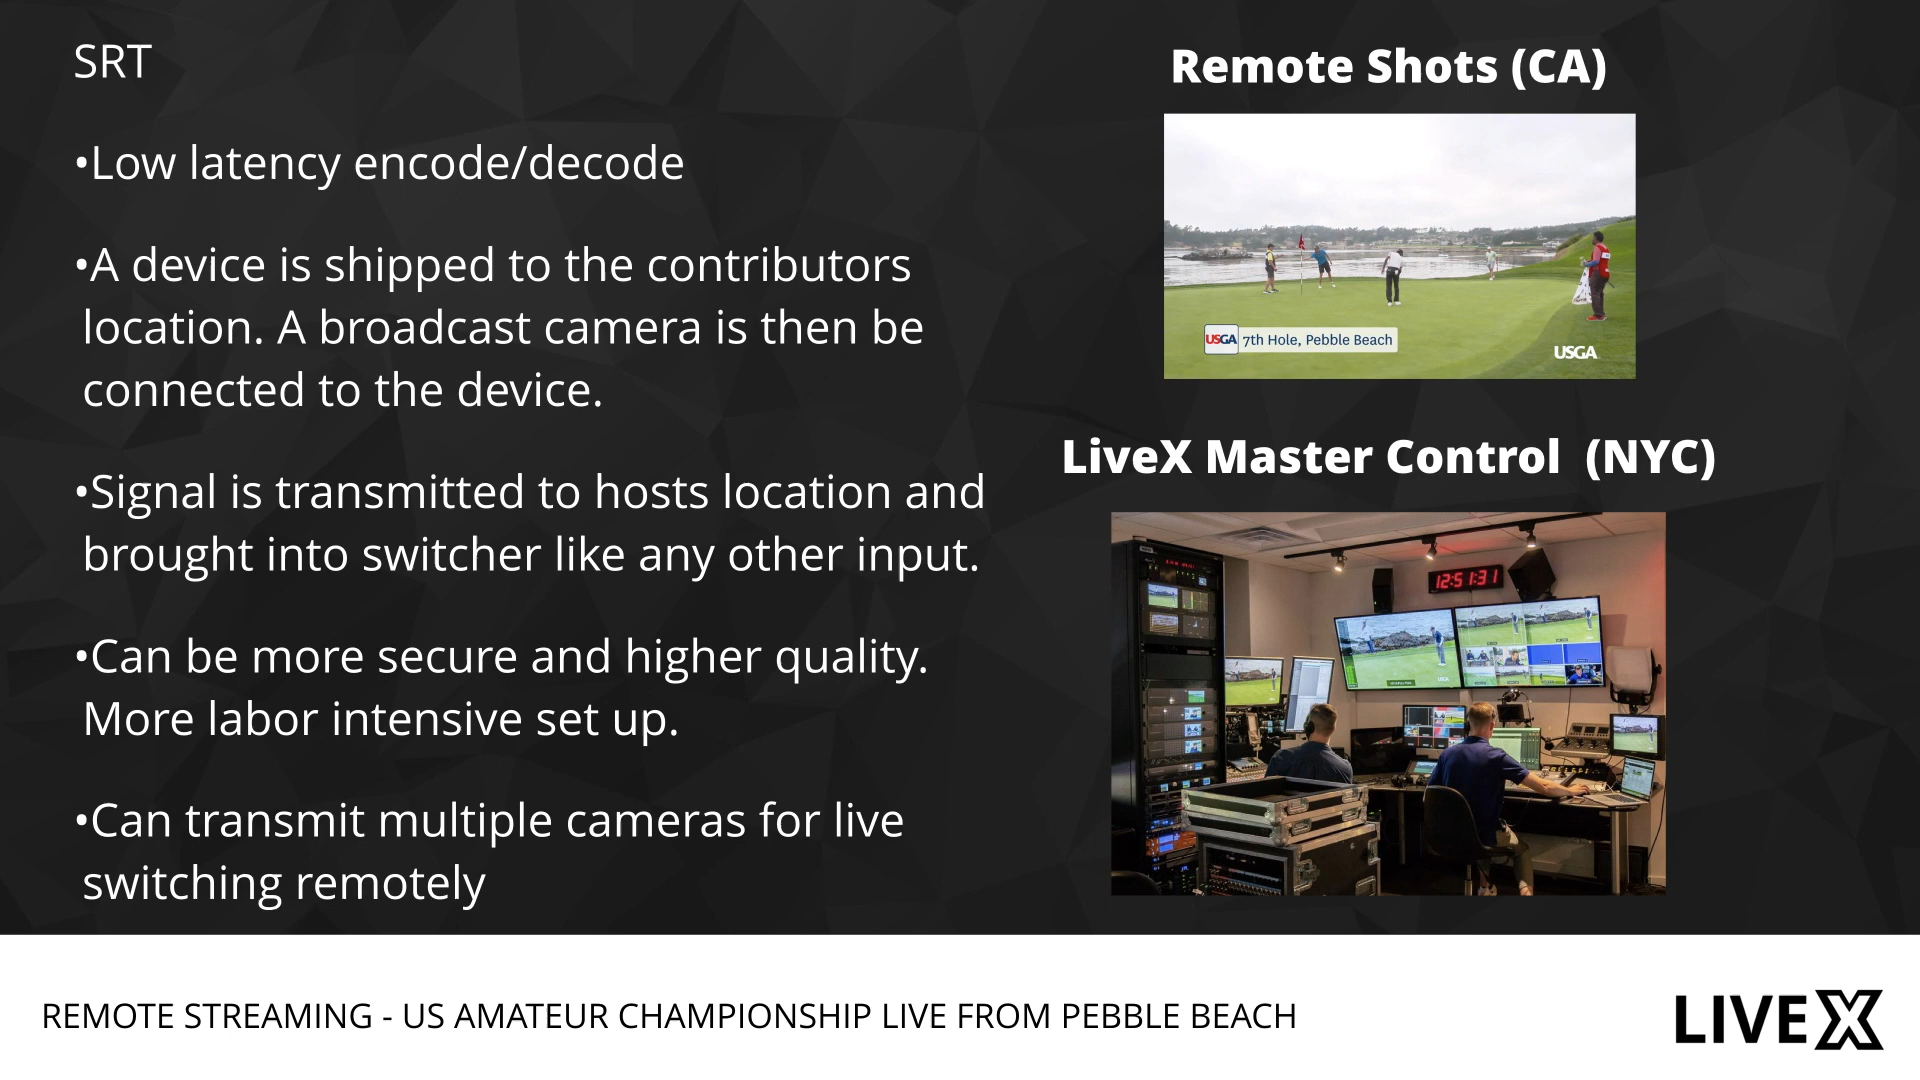 SRT
•Low latency encode/decode
•A device is shipped to the contributors
location. A broadcast camera is then be
connected to the device.
•Signal is transmitted to hosts location and
brought into switcher like any other input.
•Can be more secure and higher quality.
More labor intensive set up.
•Can transmit multiple cameras for live
switching remotely
Remote Shots (CA)
USGA 7th Hole, Pebble Beach
USGA
LiveX Master Control (NYC)
12:51:31
REMOTE STREAMING - US AMATEUR CHAMPIONSHIP LIVE FROM PEBBLE BEACH
LIVEX